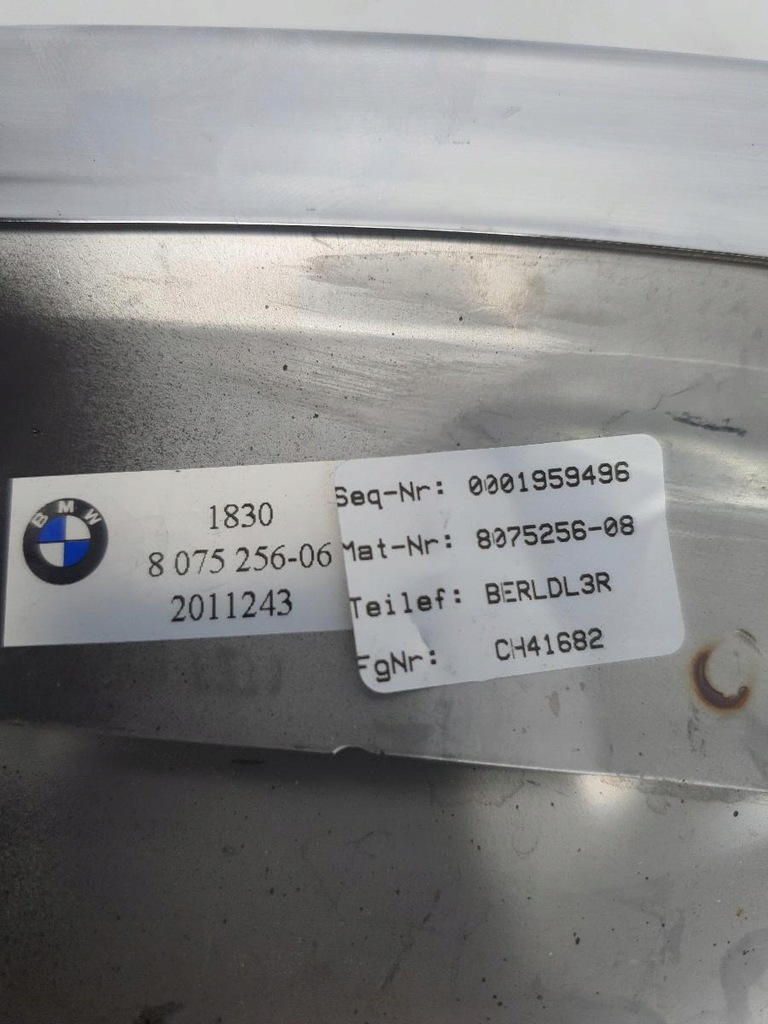 BMW
1830
8 075 256-06
2011243
Seq-Nr: 0001959496
Mat-Nr: 8075256-08
Teilef: BERLDL3R
FgNr: CH41682